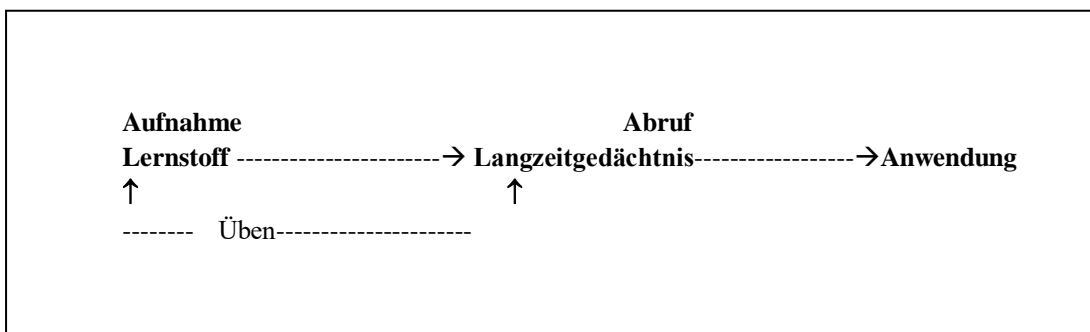 Aufnahme Abruf
Lernstoff -----------------------→ Langzeitgedächtnis------------------→Anwendung
↑ ↑
-------- Üben----------------------